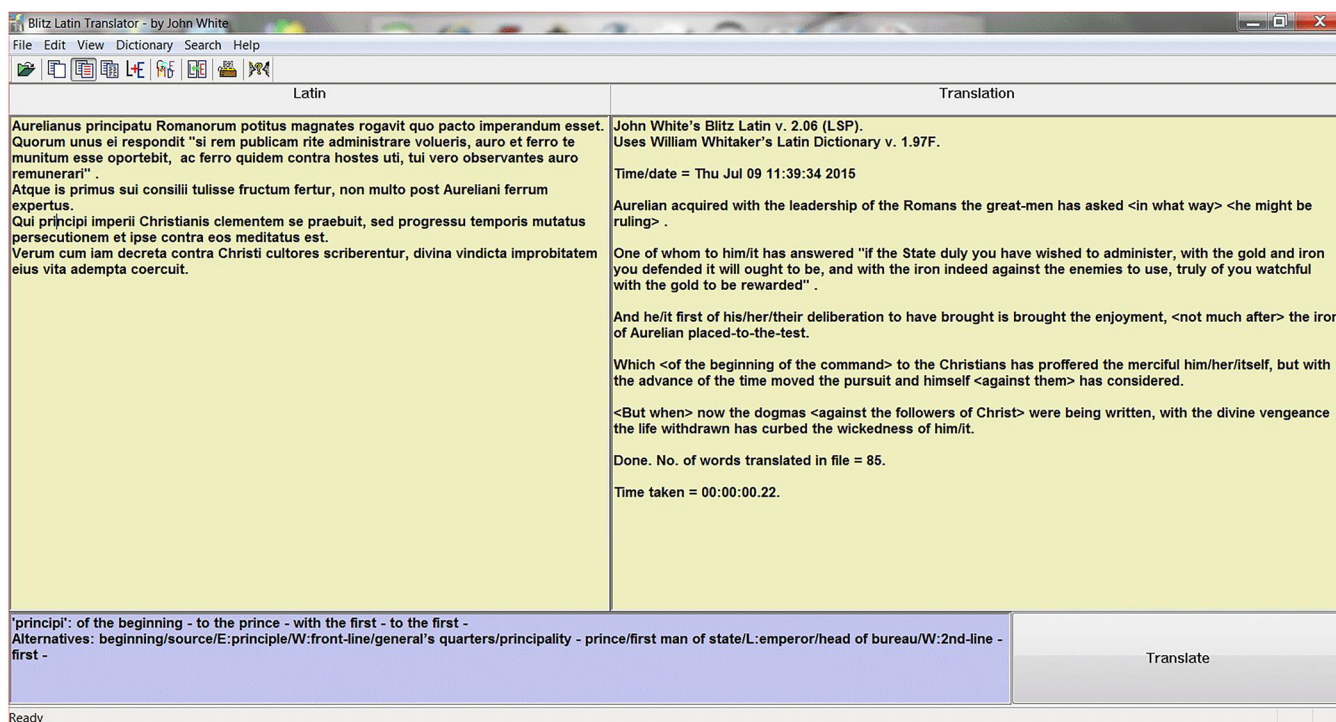 Blitz Latin Translator - by John White
File Edit View Dictionary Search Help
Latin
Aurelianus principatu Romanorum potitus magnates rogavit quo pacto imperandum esset.
Quorum unus ei respondit "si rem publicam rite administrare volueris, auro et ferro te
munitum esse oportebit, ac ferro quidem contra hostes uti, tui vero observantes auro
remunerari" .
Atque is primus sui consilii tulisse fructum fertur, non multo post Aureliani ferrum
expertus.
Qui principi imperii Christianis clementem se praebuit, sed progressu temporis mutatus
persecutionem et ipse contra eos meditatus est.
Verum cum iam decreta contra Christi cultores scriberentur, divina vindicta improbitatem
eius vita adempta coercuit.
Translation
John White's Blitz Latin v. 2.06 (LSP).
Uses William Whitaker's Latin Dictionary v. 1.97F.
Time/date = Thu Jul 09 11:39:34 2015
Aurelian acquired with the leadership of the Romans the great-men has asked <in what way> <he might be
ruling> .
One of whom to him/it has answered "if the State duly you have wished to administer, with the gold and iron
you defended it will ought to be, and with the iron indeed against the enemies to use, truly of you watchful
with the gold to be rewarded" .
And he/it first of his/her/their deliberation to have brought is brought the enjoyment, <not much after> the iron
of Aurelian placed-to-the-test.
Which <of the beginning of the command> to the Christians has proffered the merciful him/her/itself, but with
the advance of the time moved the pursuit and himself <against them> has considered.
<But when> now the dogmas <against the followers of Christ> were being written, with the divine vengeance
the life withdrawn has curbed the wickedness of him/it.
Done. No. of words translated in file = 85.
Time taken = 00:00:00.22.
'principi': of the beginning - to the prince - with the first - to the first -
Alternatives: beginning/source/E:principle/W:front-line/general's quarters/principality - prince/first man of state/L:emperor/head of bureau/W:2nd-line -
first -
Translate
Ready